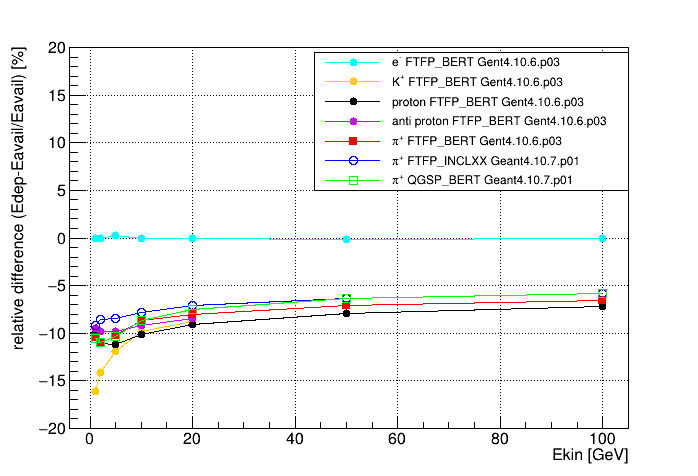 relative difference (Edep-Eavail/Eavail) [%]
20
15
10
5
0
−5
−10
−15
−20
e⁻ FTFP_BERT Gent4.10.6.p03
K⁺ FTFP_BERT Gent4.10.6.p03
proton FTFP_BERT Gent4.10.6.p03
anti proton FTFP_BERT Gent4.10.6.p03
π⁺ FTFP_BERT Gent4.10.6.p03
π⁺ FTFP_INCLXX Geant4.10.7.p01
π⁺ QGSP_BERT Geant4.10.7.p01
0 20 40 60 80 100
Ekin [GeV]